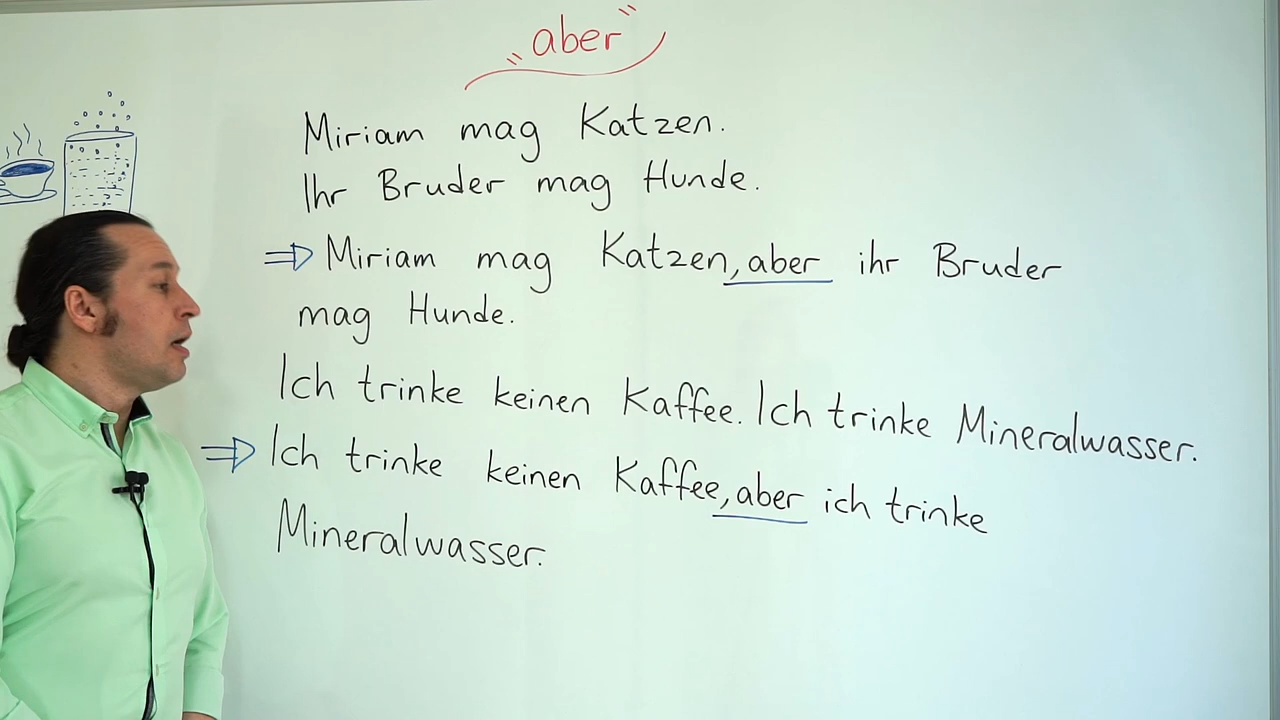 „aber“
Miriam mag Katzen.
Ihr Bruder mag Hunde.
⇒ Miriam mag Katzen, aber ihr Bruder
mag Hunde.
Ich trinke keinen Kaffee. Ich trinke Mineralwasser.
⇒ Ich trinke keinen Kaffee, aber ich trinke
Mineralwasser.